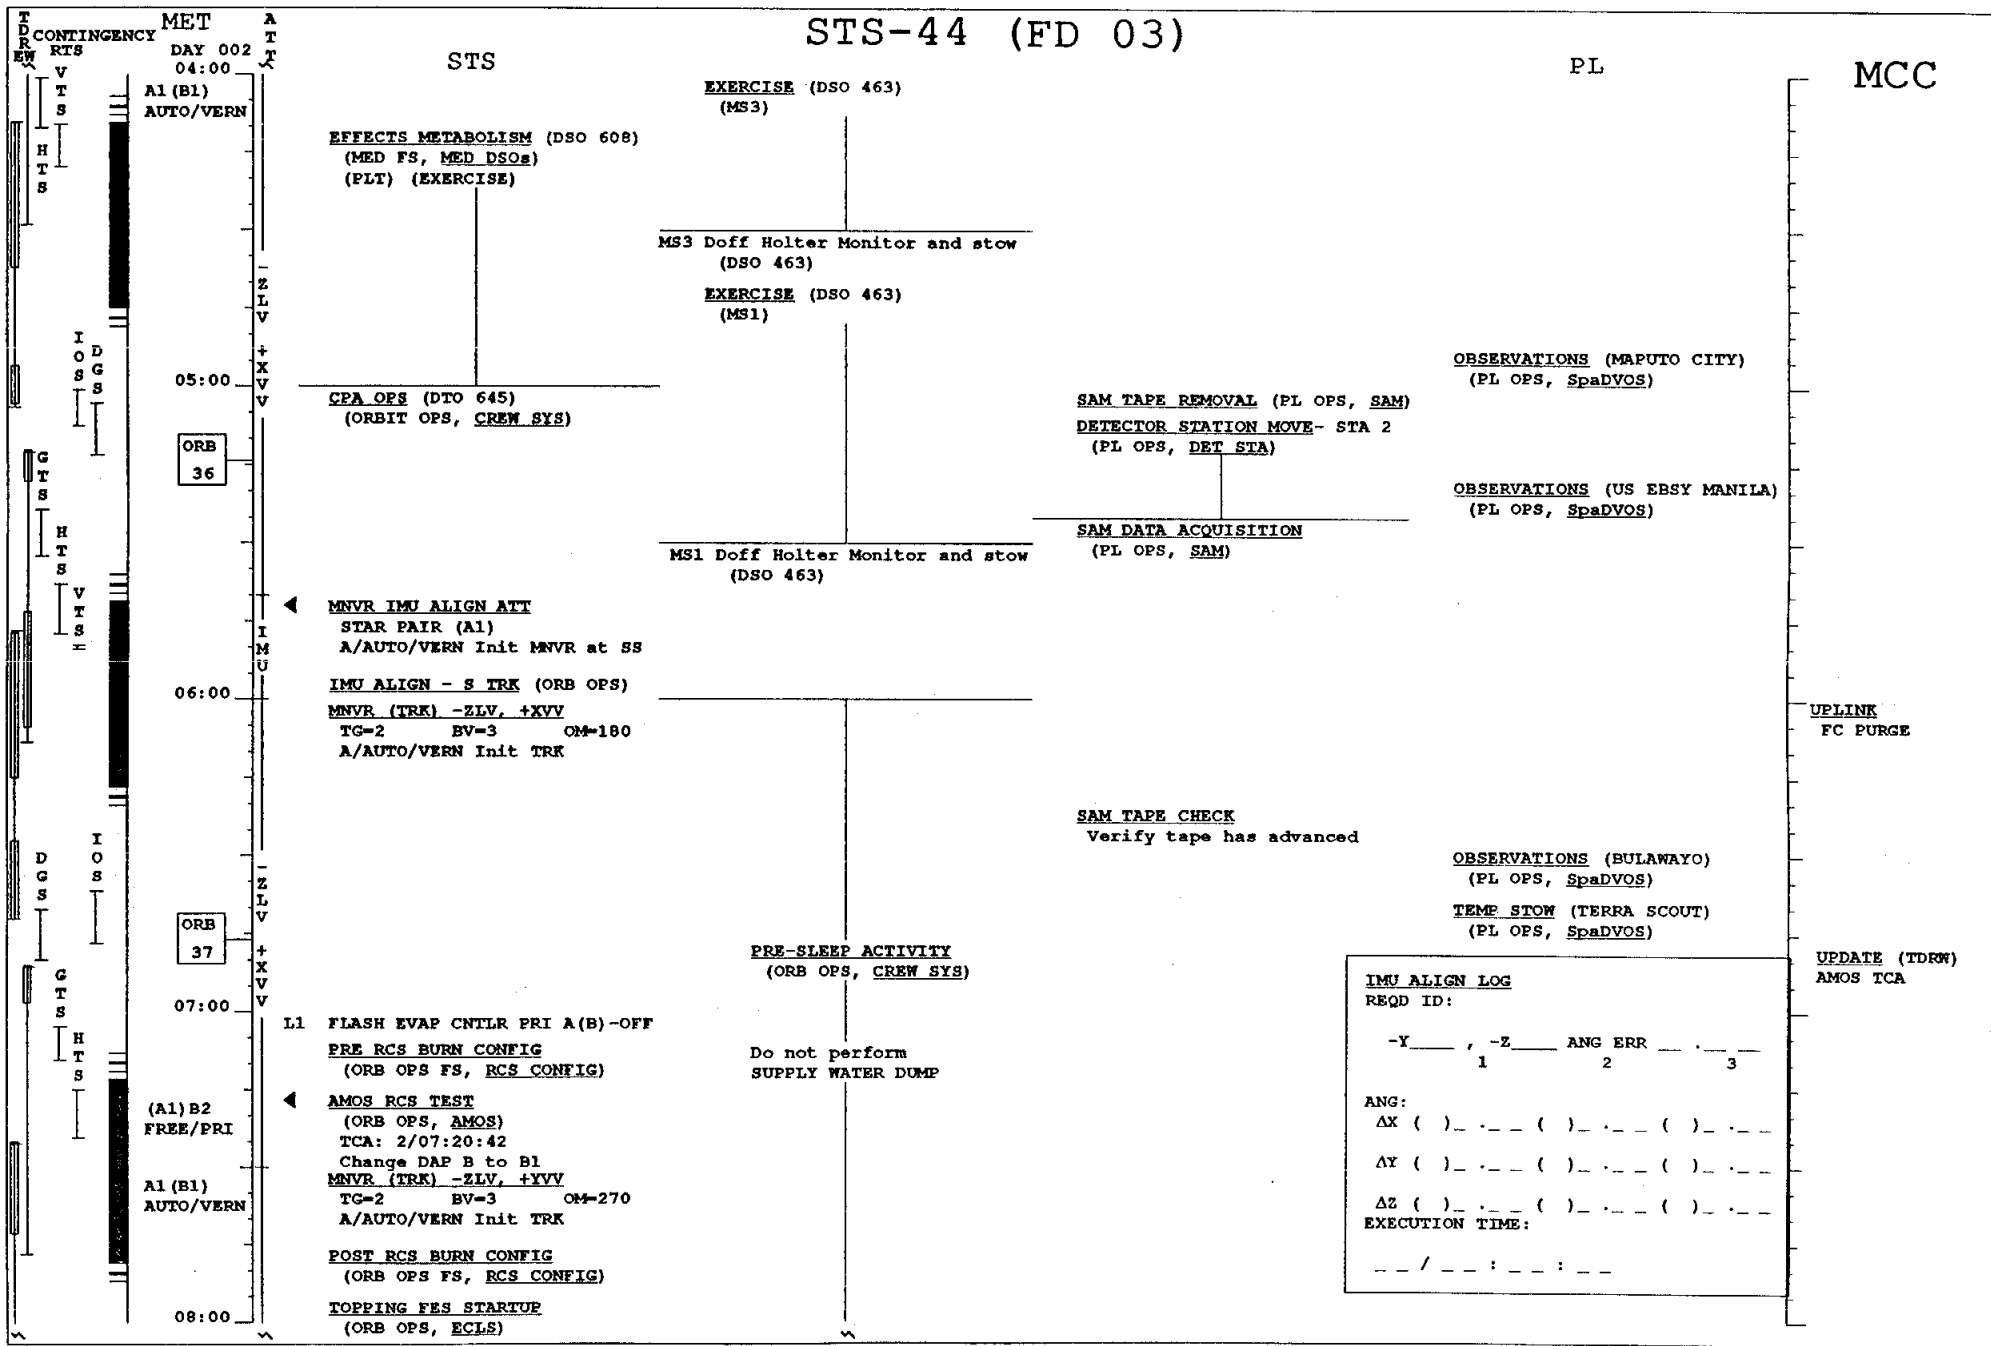 STS-44 (FD 03)
TDRW
E
CONTINGENCY
RTS
MET
DAY 002
ATT
STS
PL
MCC
04:00
VTS
HTS
A1(B1)
AUTO/VERN
EFFECTS METABOLISM (DSO 608)
(MED FS, MED DSOs)
(PLT) (EXERCISE)
EXERCISE (DSO 463)
(MS3)
MS3 Doff Holter Monitor and stow
(DSO 463)
EXERCISE (DSO 463)
(MS1)
-ZLV +XVV
IOS
DGS
05:00
CPA OPS (DTO 645)
(ORBIT OPS, CREW SYS)
OBSERVATIONS (MAPUTO CITY)
(PL OPS, SpaDVOS)
SAM TAPE REMOVAL (PL OPS, SAM)
DETECTOR STATION MOVE- STA 2
(PL OPS, DET STA)
ORB
36
GTS
HTS
VTS
OBSERVATIONS (US EBSY MANILA)
(PL OPS, SpaDVOS)
SAM DATA ACQUISITION
(PL OPS, SAM)
MS1 Doff Holter Monitor and stow
(DSO 463)
MNVR IMU ALIGN ATT
STAR PAIR (A1)
A/AUTO/VERN Init MNVR at SS
IMU
IMU ALIGN - S TRK (ORB OPS)
06:00
MNVR (TRK) -ZLV, +XVV
TG=2 BV=3 OM=180
A/AUTO/VERN Init TRK
UPLINK
FC PURGE
SAM TAPE CHECK
Verify tape has advanced
IOS
DGS
-ZLV +XVV
OBSERVATIONS (BULAWAYO)
(PL OPS, SpaDVOS)
TEMP STOW (TERRA SCOUT)
(PL OPS, SpaDVOS)
ORB
37
PRE-SLEEP ACTIVITY
(ORB OPS, CREW SYS)
UPDATE (TDRW)
AMOS TCA
GTS
HTS
07:00
L1 FLASH EVAP CNTLR PRI A(B)-OFF
PRE RCS BURN CONFIG
(ORB OPS FS, RCS CONFIG)
Do not perform
SUPPLY WATER DUMP
(A1)B2
FREE/PRI
AMOS RCS TEST
(ORB OPS, AMOS)
TCA: 2/07:20:42
Change DAP B to B1
A1(B1)
AUTO/VERN
MNVR (TRK) -ZLV, +YVV
TG=2 BV=3 OM=270
A/AUTO/VERN Init TRK
POST RCS BURN CONFIG
(ORB OPS FS, RCS CONFIG)
08:00
TOPPING FES STARTUP
(ORB OPS, ECLS)
IMU ALIGN LOG
REQD ID:
-Y____ , -Z____ ANG ERR __ .__ __
1 2 3
ANG:
ΔX ( )_ ._ _ ( )_ ._ _ ( )_ ._ _
ΔY ( )_ ._ _ ( )_ ._ _ ( )_ ._ _
ΔZ ( )_ ._ _ ( )_ ._ _ ( )_ ._ _
EXECUTION TIME:
_ _ / _ _ : _ _ : _ _